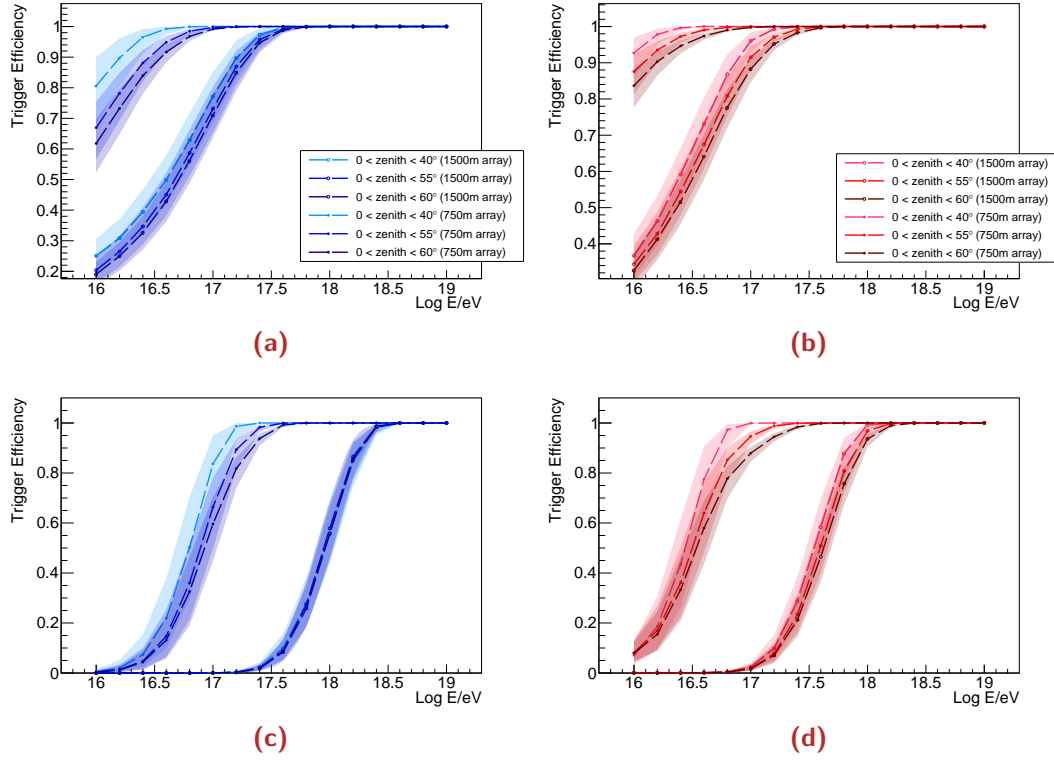 Trigger Efficiency
1
0.9
0.8
0.7
0.6
0.5
0.4
0.3
0.2
0 < zenith < 40° (1500m array)
0 < zenith < 55° (1500m array)
0 < zenith < 60° (1500m array)
0 < zenith < 40° (750m array)
0 < zenith < 55° (750m array)
0 < zenith < 60° (750m array)
16 16.5 17 17.5 18 18.5 19
Log E/eV
(a)
Trigger Efficiency
1
0.9
0.8
0.7
0.6
0.5
0.4
0 < zenith < 40° (1500m array)
0 < zenith < 55° (1500m array)
0 < zenith < 60° (1500m array)
0 < zenith < 40° (750m array)
0 < zenith < 55° (750m array)
0 < zenith < 60° (750m array)
16 16.5 17 17.5 18 18.5 19
Log E/eV
(b)
Trigger Efficiency
1
0.8
0.6
0.4
0.2
0
16 16.5 17 17.5 18 18.5 19
Log E/eV
(c)
Trigger Efficiency
1
0.8
0.6
0.4
0.2
0
16 16.5 17 17.5 18 18.5 19
Log E/eV
(d)